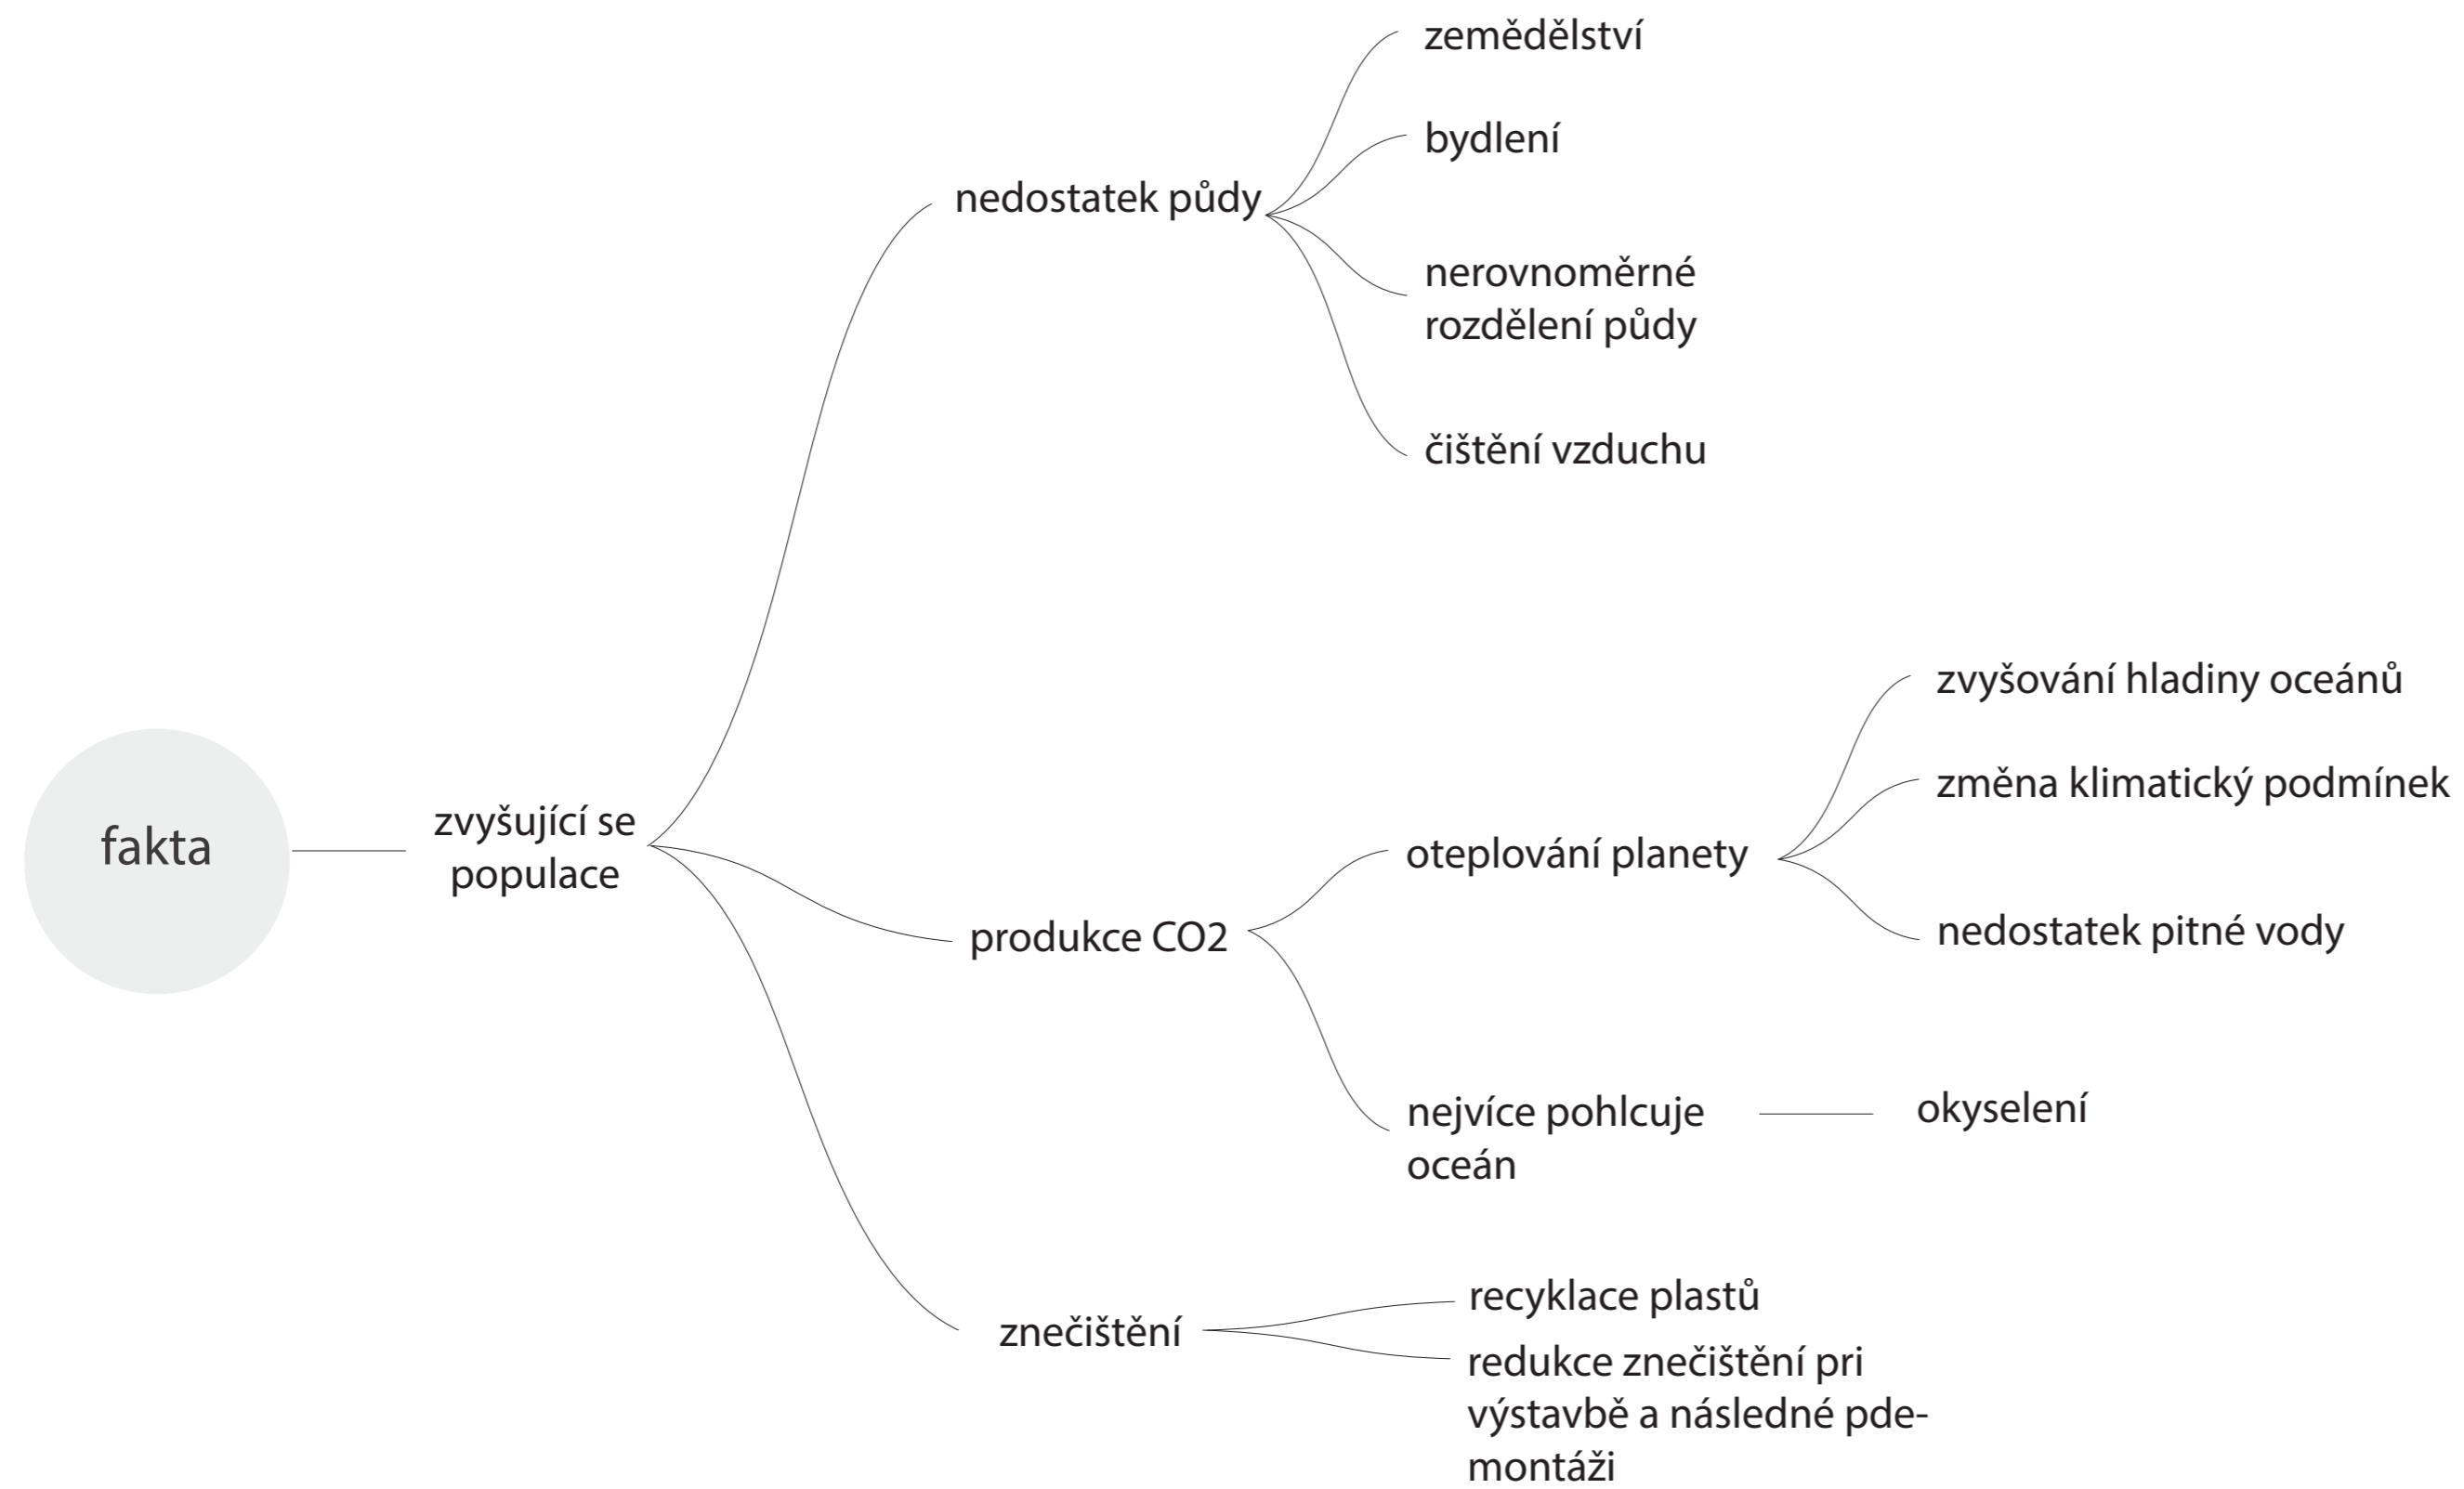 fakta
zvyšující se
populace
nedostatek půdy
zemědělství
bydlení
nerovnoměrné
rozdělení půdy
čištění vzduchu
produkce CO2
oteplování planety
zvyšování hladiny oceánů
změna klimatický podmínek
nedostatek pitné vody
nejvíce pohlcuje
oceán
okyselení
znečištění
recyklace plastů
redukce znečištění pri
výstavbě a následné pde-
montáži